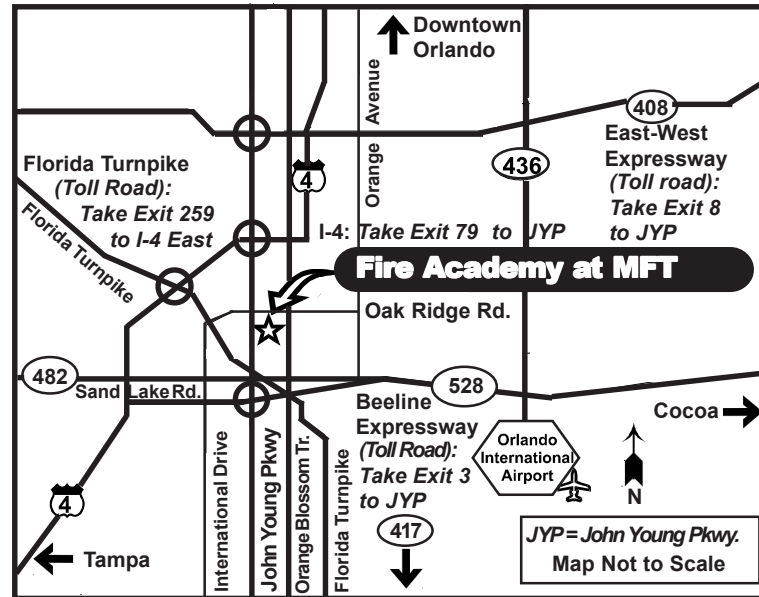 Downtown
Orlando
Orange Avenue
408
East-West
Expressway
(Toll road):
Take Exit 8
to JYP
436
4
Florida Turnpike
(Toll Road):
Take Exit 259
to I-4 East
Florida Turnpike
I-4: Take Exit 79 to JYP
Fire Academy at MFT
Oak Ridge Rd.
482
Sand Lake Rd.
528
Beeline
Expressway
(Toll Road):
Take Exit 3
to JYP
Cocoa
Orlando
International
Airport
N
4
Tampa
International Drive
John Young Pkwy
Orange Blossom Tr.
Florida Turnpike
417
JYP = John Young Pkwy.
Map Not to Scale